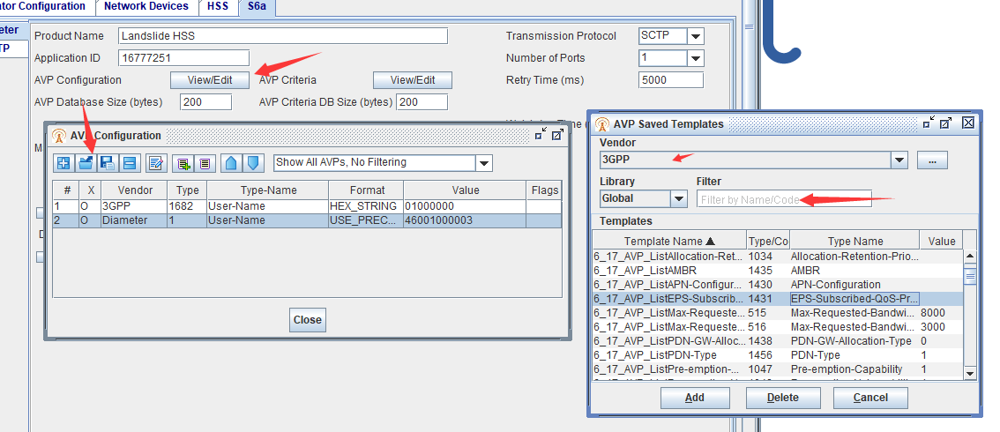 ator Configuration Network Devices HSS S6a
eter
TP
Product Name Landslide HSS Transmission Protocol SCTP
Application ID 16777251 Number of Ports 1
AVP Configuration View/Edit AVP Criteria View/Edit Retry Time (ms) 5000
AVP Database Size (bytes) 200 AVP Criteria DB Size (bytes) 200
AVP Configuration
Show All AVPs, No Filtering
# X Vendor Type Type-Name Format Value Flags
1 O 3GPP 1682 User-Name HEX_STRING 01000000
2 O Diameter 1 User-Name USE_PREC... 46001000003
Close
AVP Saved Templates
Vendor
3GPP ...
Library Filter
Global Filter by Name/Code
Templates
Template Name Type/Co Type Name Value
6_17_AVP_ListAllocation-Ret... 1034 Allocation-Retention-Prio...
6_17_AVP_ListAMBR 1435 AMBR
6_17_AVP_ListAPN-Configur... 1430 APN-Configuration
6_17_AVP_ListEPS-Subscrib... 1431 EPS-Subscribed-QoS-Pr...
6_17_AVP_ListMax-Requeste... 515 Max-Requested-Bandwi... 8000
6_17_AVP_ListMax-Requeste... 516 Max-Requested-Bandwi... 3000
6_17_AVP_ListPDN-GW-Alloc... 1438 PDN-GW-Allocation-Type 0
6_17_AVP_ListPDN-Type 1456 PDN-Type 1
6_17_AVP_ListPre-emption-... 1047 Pre-emption-Capability 1
Add Delete Cancel